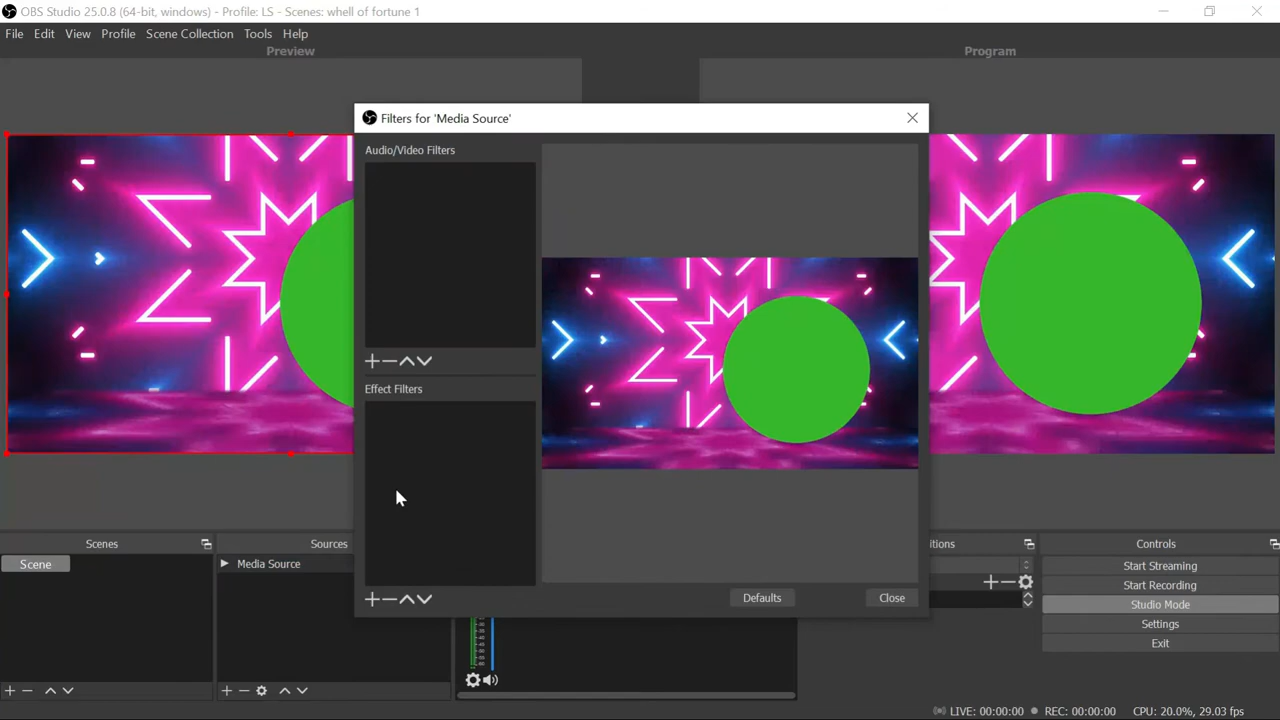 OBS Studio 25.0.8 (64-bit, windows) - Profile: LS - Scenes: whell of fortune 1
File Edit View Profile Scene Collection Tools Help
Preview
Program
Filters for 'Media Source'
Audio/Video Filters
Effect Filters
Defaults
Close
Scenes
Scene
Sources
Media Source
itions
Controls
Start Streaming
Start Recording
Studio Mode
Settings
Exit
LIVE: 00:00:00 REC: 00:00:00 CPU: 20.0%, 29.03 fps